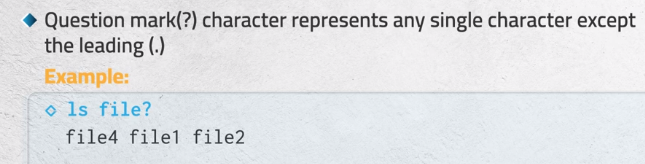 Question mark(?) character represents any single character except
the leading (.)
Example:
ls file?
file4 file1 file2